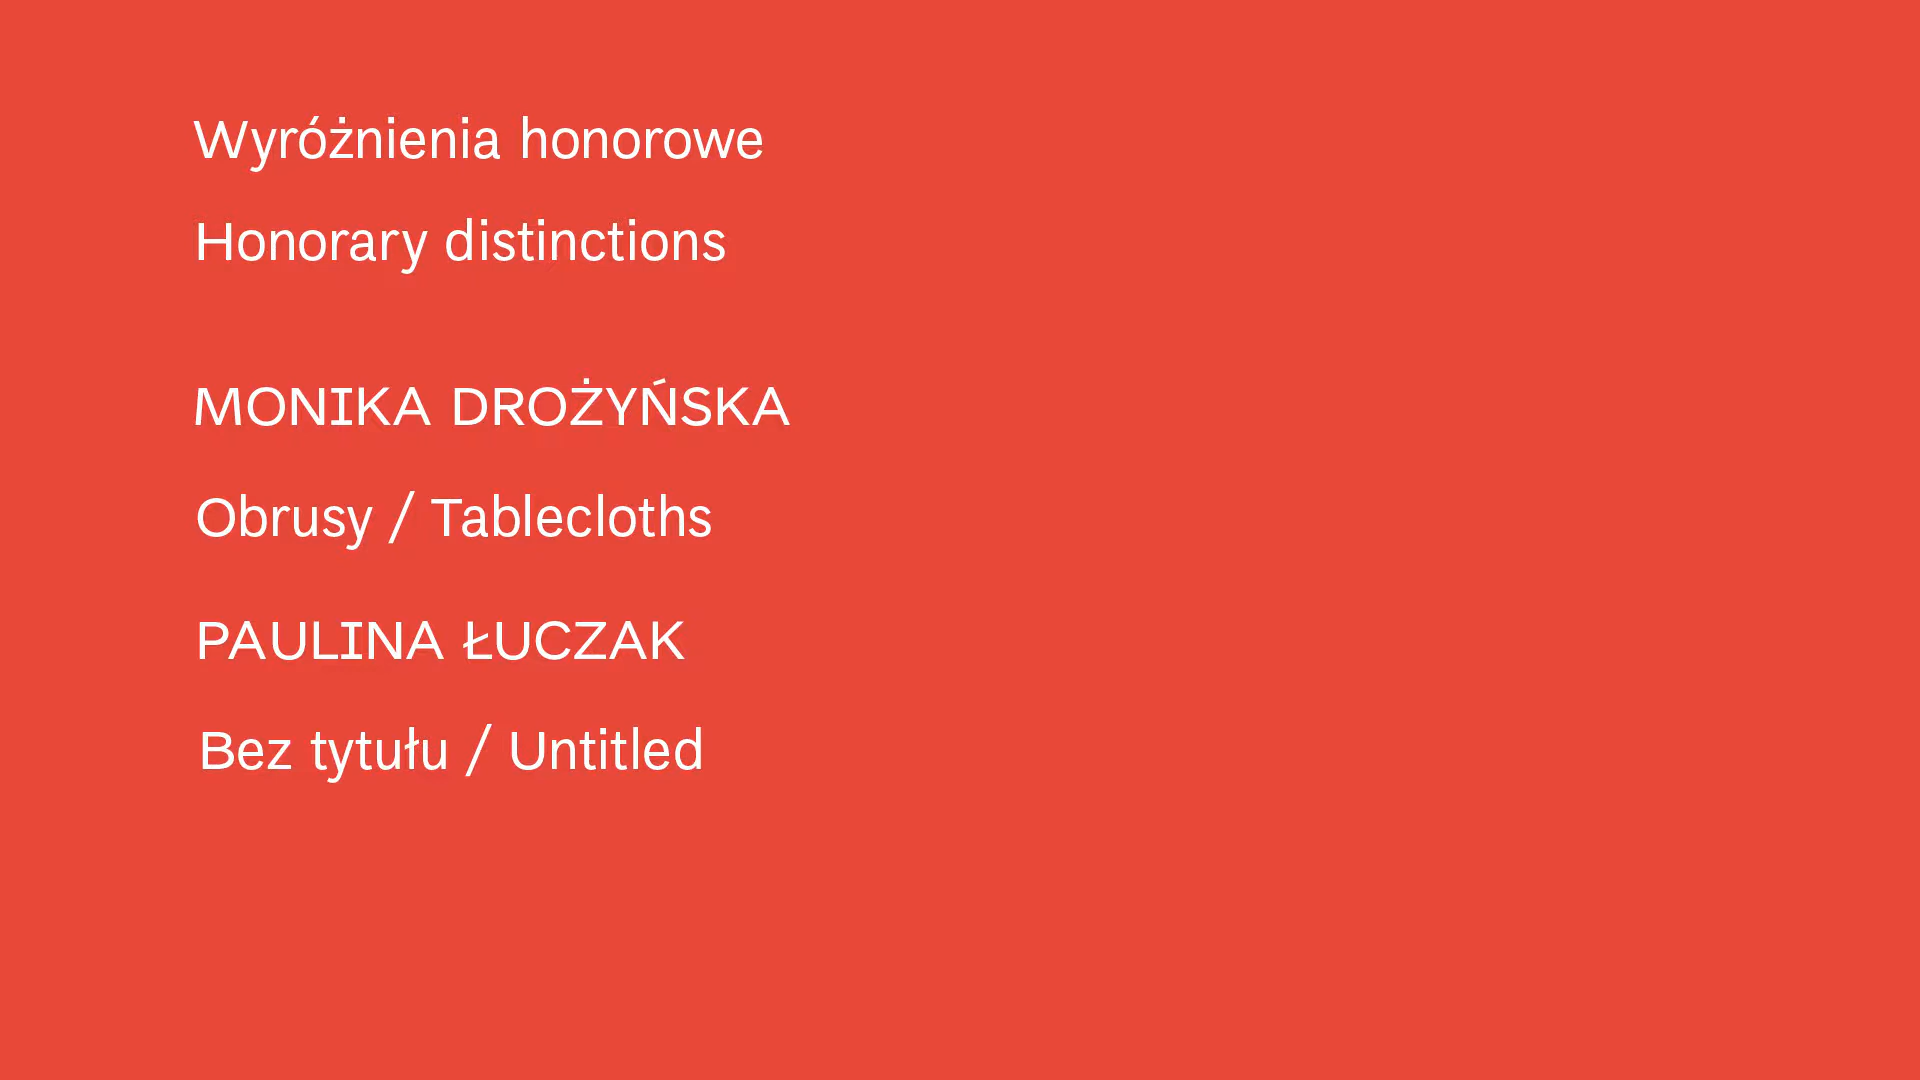 Wyróżnienia honorowe
Honorary distinctions
MONIKA DROŻYŃSKA
Obrusy / Tablecloths
PAULINA ŁUCZAK
Bez tytułu / Untitled